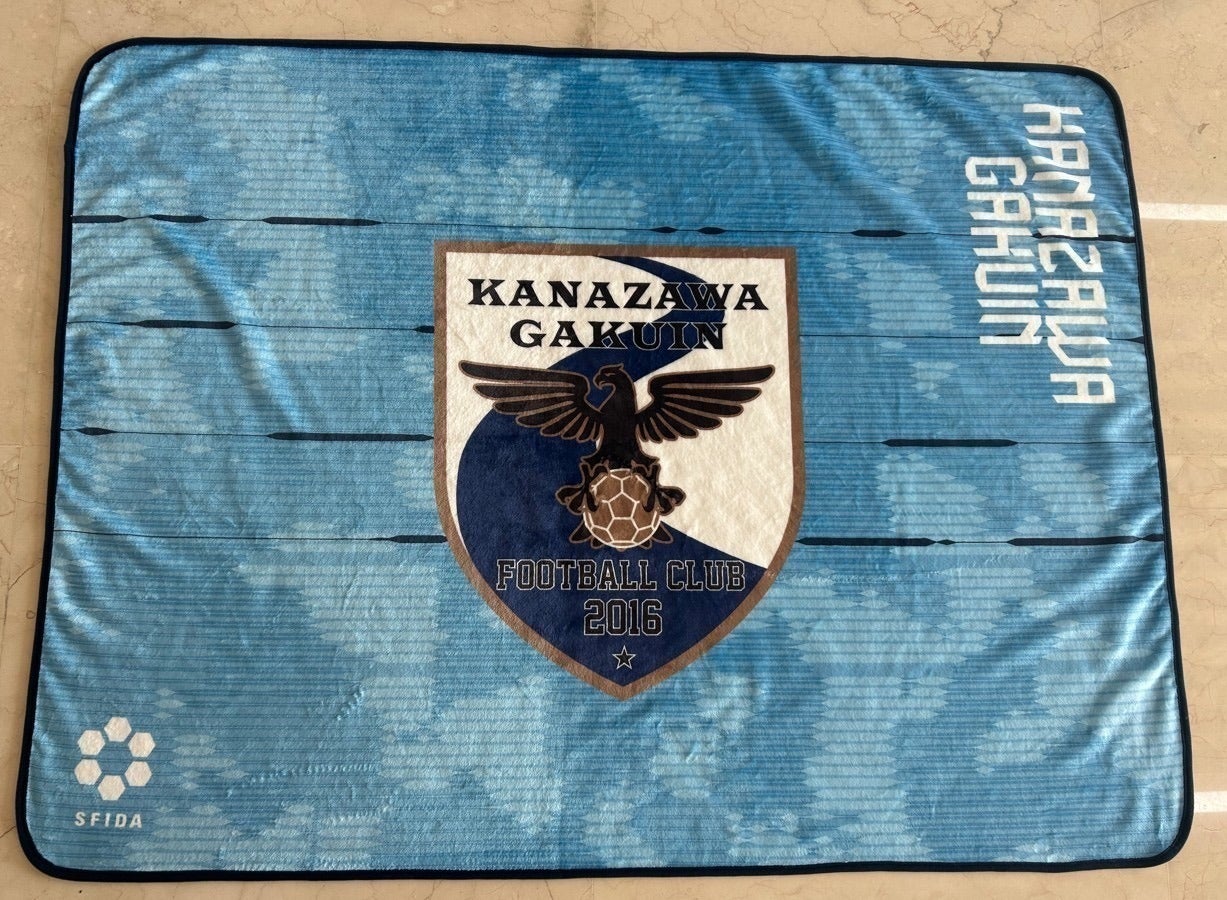 KANAZAWA
GAKUIN
FOOTBALL CLUB
2016
KANAZAWA
GAKUIN
SFIDA